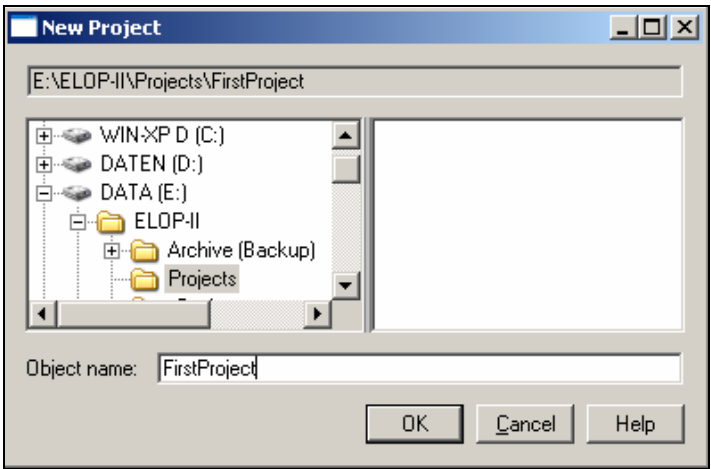 New Project
E:\ELOP-II\Projects\FirstProject
WIN-XP D (C:)
DATEN (D:)
DATA (E:)
ELOP-II
Archive (Backup)
Projects
Object name: FirstProject
OK Cancel Help